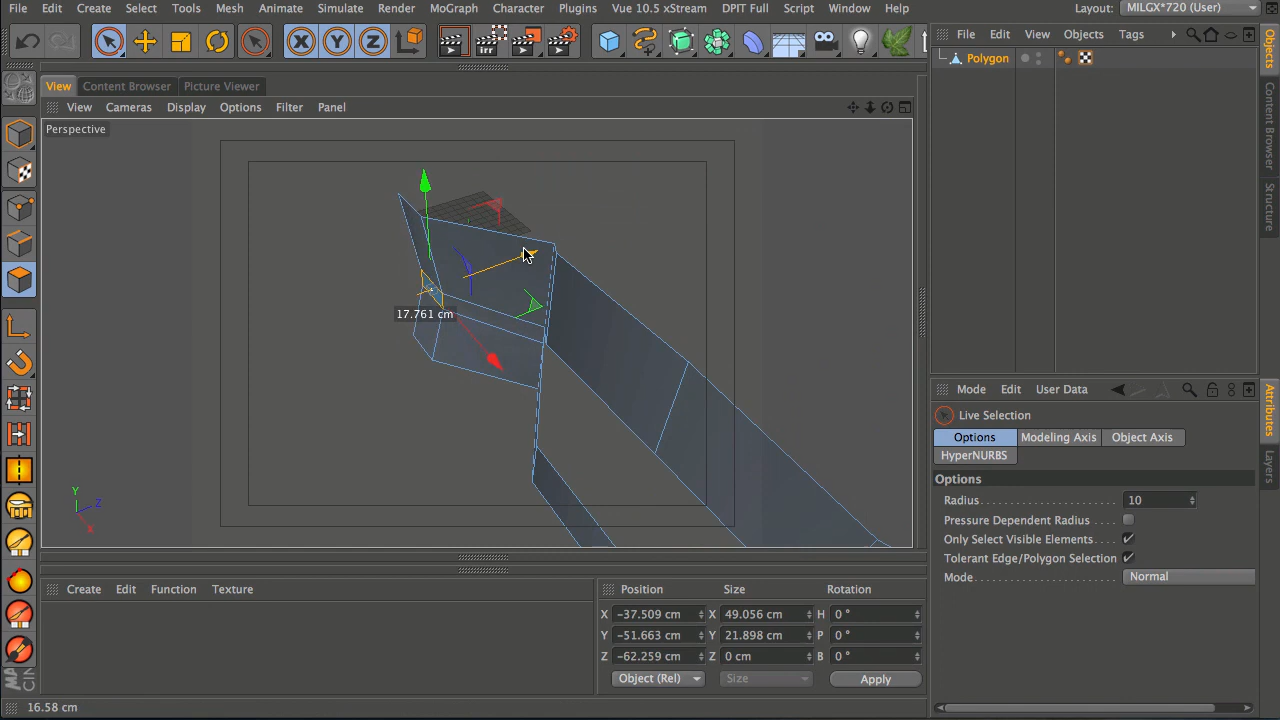 File Edit Create Select Tools Mesh Animate Simulate Render MoGraph Character Plugins Vue 10.5 xStream DPIT Full Script Window Help Layout: MILGX*720 (User)
X Y Z irr
File Edit View Objects Tags
Polygon
View Content Browser Picture Viewer
View Cameras Display Options Filter Panel
Perspective
17.761 cm
Y
Z
X
Objects
Content Browser
Structure
Mode Edit User Data
Live Selection
Options Modeling Axis Object Axis
HyperNURBS
Options
Radius 10
Pressure Dependent Radius
Only Select Visible Elements
Tolerant Edge/Polygon Selection
Mode Normal
Attributes
Layers
Create Edit Function Texture
Position Size Rotation
X -37.509 cm X 49.056 cm H 0 °
Y -51.663 cm Y 21.898 cm P 0 °
Z -62.259 cm Z 0 cm B 0 °
Object (Rel) Size Apply
16.58 cm